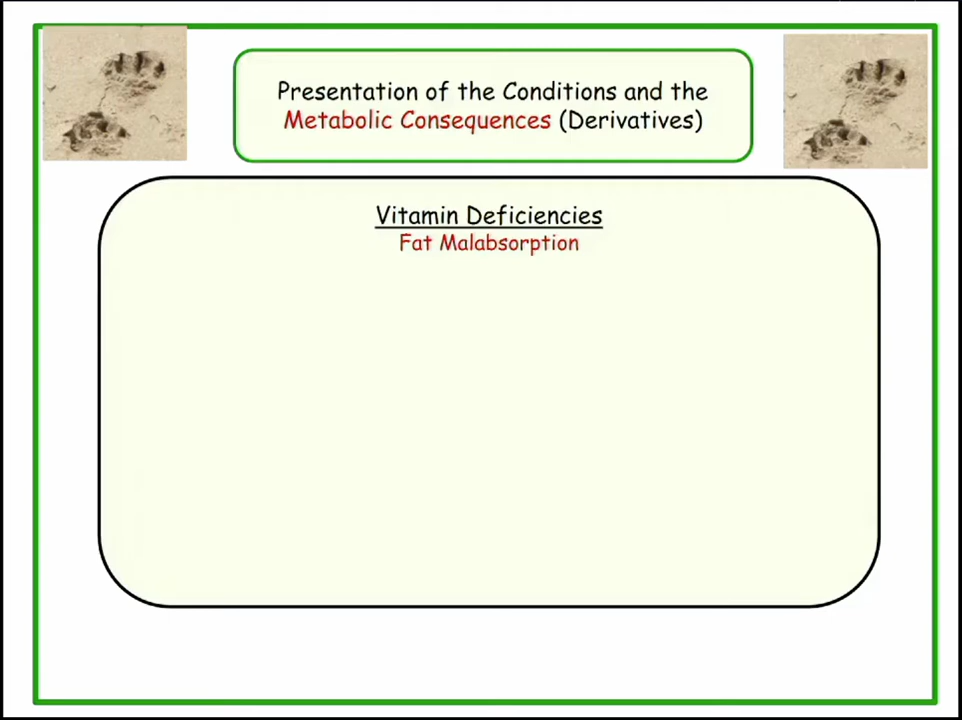 Presentation of the Conditions and the
Metabolic Consequences (Derivatives)
Vitamin Deficiencies
Fat Malabsorption